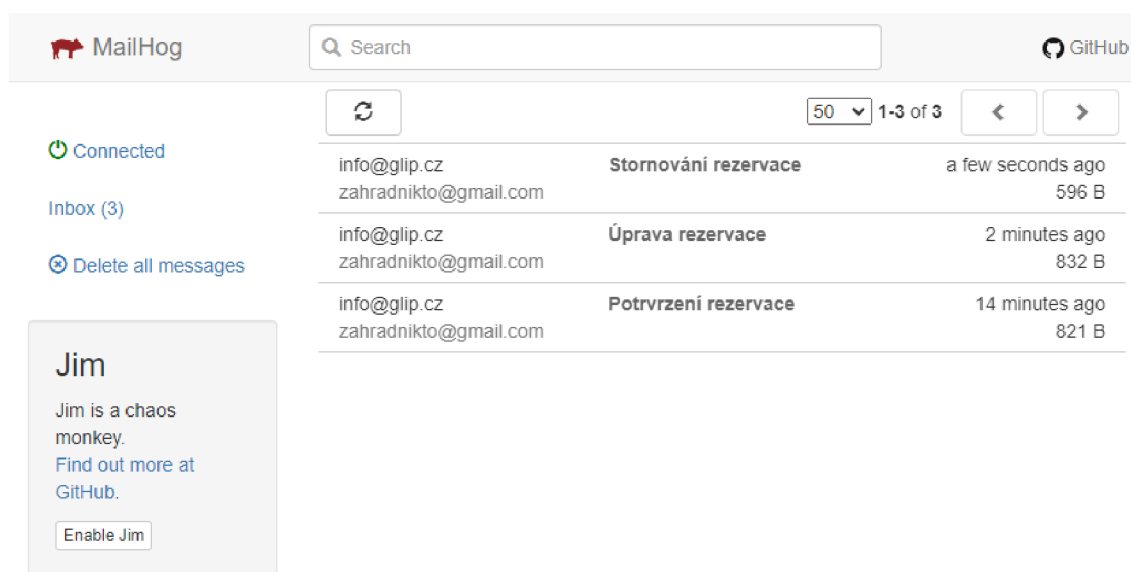 MailHog
Search
GitHub
50 1-3 of 3
Connected
Inbox (3)
Delete all messages
info@glip.cz Stornování rezervace a few seconds ago
zahradnikto@gmail.com 596 B
info@glip.cz Úprava rezervace 2 minutes ago
zahradnikto@gmail.com 832 B
info@glip.cz Potrvrzení rezervace 14 minutes ago
zahradnikto@gmail.com 821 B
Jim
Jim is a chaos
monkey.
Find out more at
GitHub.
Enable Jim